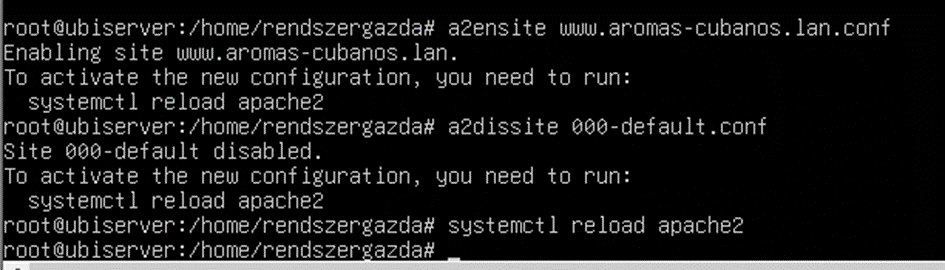 root@ubiserver:/home/rendszergazda# a2ensite www.aromas-cubanos.lan.conf
Enabling site www.aromas-cubanos.lan.
To activate the new configuration, you need to run:
  systemctl reload apache2
root@ubiserver:/home/rendszergazda# a2dissite 000-default.conf
Site 000-default disabled.
To activate the new configuration, you need to run:
  systemctl reload apache2
root@ubiserver:/home/rendszergazda# systemctl reload apache2
root@ubiserver:/home/rendszergazda# _